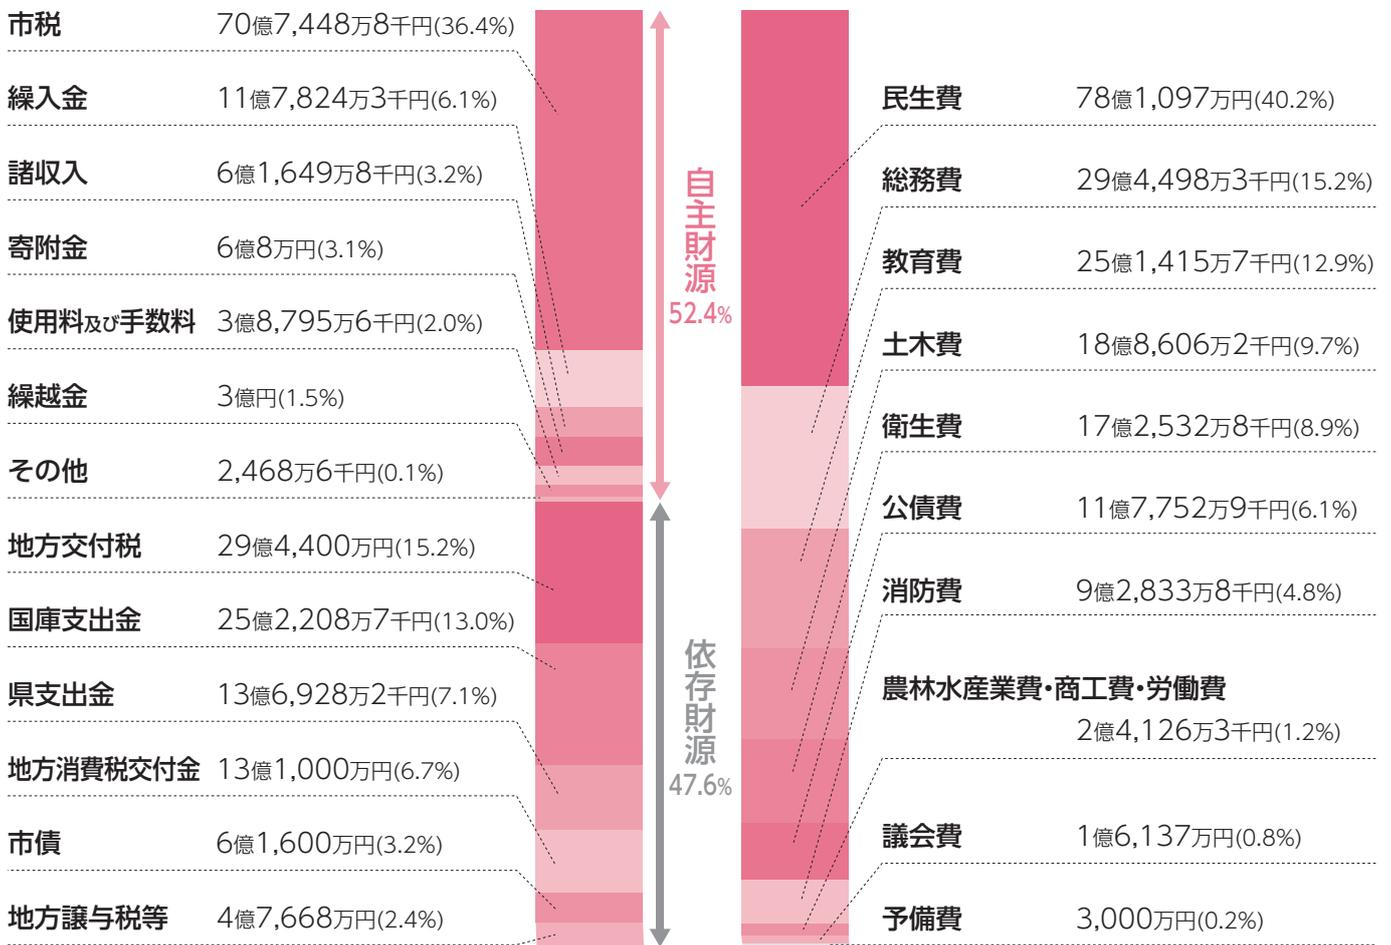 市税 70億7,448万8千円(36.4%)
繰入金 11億7,824万3千円(6.1%)
諸収入 6億1,649万8千円(3.2%)
寄附金 6億8万円(3.1%)
使用料及び手数料 3億8,795万6千円(2.0%)
繰越金 3億円(1.5%)
その他 2,468万6千円(0.1%)
地方交付税 29億4,400万円(15.2%)
国庫支出金 25億2,208万7千円(13.0%)
県支出金 13億6,928万2千円(7.1%)
地方消費税交付金 13億1,000万円(6.7%)
市債 6億1,600万円(3.2%)
地方譲与税等 4億7,668万円(2.4%)
自主財源
52.4%
依存財源
47.6%
民生費 78億1,097万円(40.2%)
総務費 29億4,498万3千円(15.2%)
教育費 25億1,415万7千円(12.9%)
土木費 18億8,606万2千円(9.7%)
衛生費 17億2,532万8千円(8.9%)
公債費 11億7,752万9千円(6.1%)
消防費 9億2,833万8千円(4.8%)
農林水産業費・商工費・労働費
2億4,126万3千円(1.2%)
議会費 1億6,137万円(0.8%)
予備費 3,000万円(0.2%)